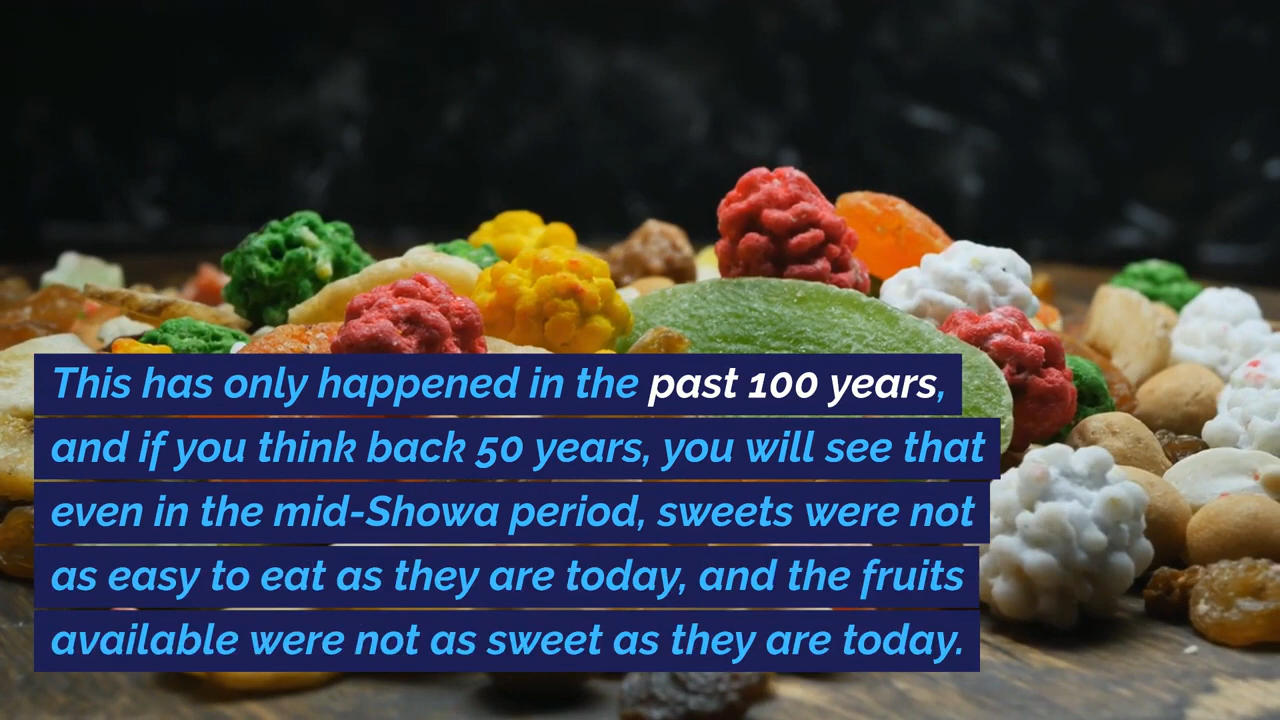 This has only happened in the past 100 years,
and if you think back 50 years, you will see that
even in the mid-Showa period, sweets were not
as easy to eat as they are today, and the fruits
available were not as sweet as they are today.